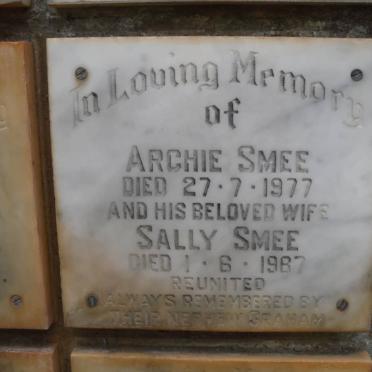 In Loving Memory
of
ARCHIE SMEE
DIED 27·7·1977
AND HIS BELOVED WIFE
SALLY SMEE
DIED 1·6·1987
REUNITED
ALWAYS REMEMBERED BY
THEIR NEPHEW GRAHAM